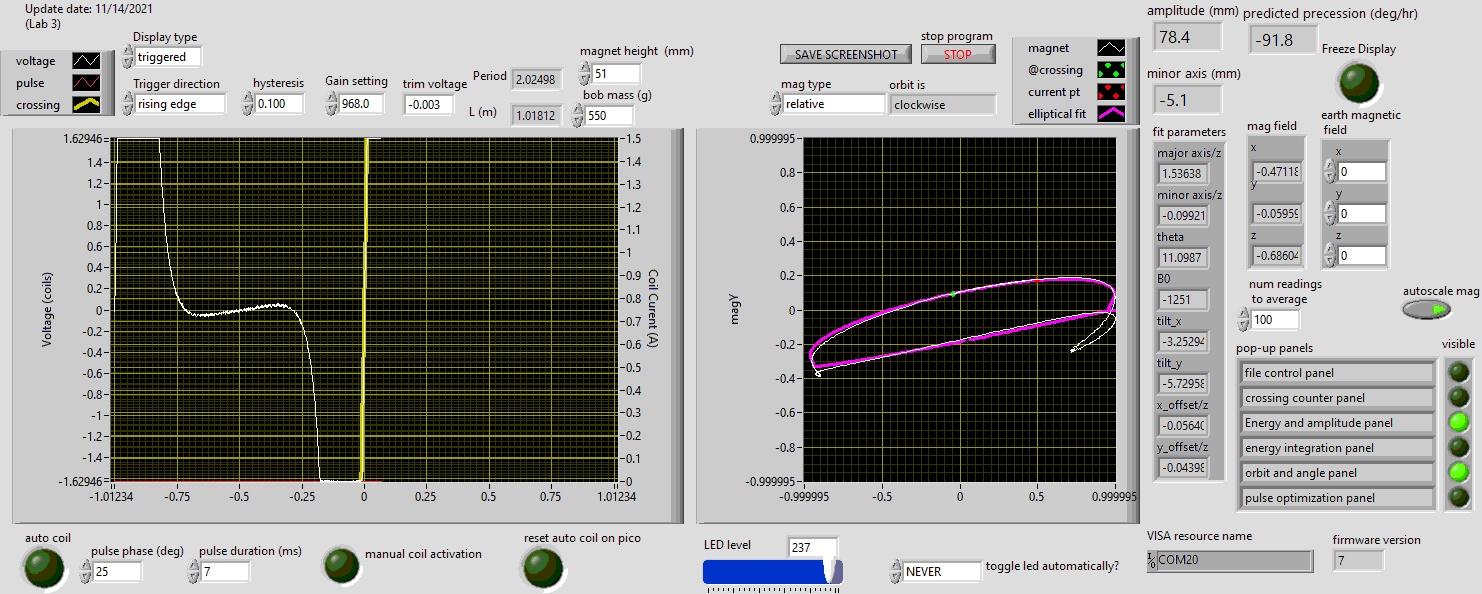 Update date: 11/14/2021
(Lab 3)
voltage
pulse
crossing
Display type
triggered
Trigger direction
rising edge
hysteresis
0.100
Gain setting
968.0
trim voltage
-0.003
Period
2.02498
L (m)
1.01812
magnet height (mm)
51
bob mass (g)
550
SAVE SCREENSHOT
stop program
STOP
mag type
relative
orbit is
clockwise
magnet
@crossing
current pt
elliptical fit
amplitude (mm)
78.4
predicted precession (deg/hr)
-91.8
minor axis (mm)
-5.1
Freeze Display
fit parameters
major axis/z
1.53638
minor axis/z
-0.09921
theta
11.0987
B0
-1251
tilt_x
-3.25294
tilt_y
-5.72958
x_offset/z
-0.0564
y_offset/z
-0.04398
mag field
x
-0.47118
y
-0.05959
z
-0.68604
earth magnetic
field
x
0
y
0
z
0
num readings
to average
100
autoscale mag
pop-up panels
visible
file control panel
crossing counter panel
Energy and amplitude panel
energy integration panel
orbit and angle panel
pulse optimization panel
Voltage (coils)
1.62946
1.4
1.2
1
0.8
0.6
0.4
0.2
0
-0.2
-0.4
-0.6
-0.8
-1
-1.2
-1.4
-1.62946
-1.01234
-0.75
-0.5
-0.25
0
0.25
0.5
0.75
1.01234
1.5
1.4
1.3
1.2
1.1
1
0.9
0.8
0.7
0.6
0.5
0.4
0.3
0.2
0.1
0
Coil Curent (A)
magy
0.999995
0.8
0.6
0.4
0.2
0
-0.2
-0.4
-0.6
-0.8
-0.999995
-0.999995
-0.5
0
0.5
0.999995
auto coil
pulse phase (deg)
25
pulse duration (ms)
7
manual coil activation
reset auto coil on pico
LED level
237
NEVER
toggle led automatically?
VISA resource name
COM20
firmware version
7